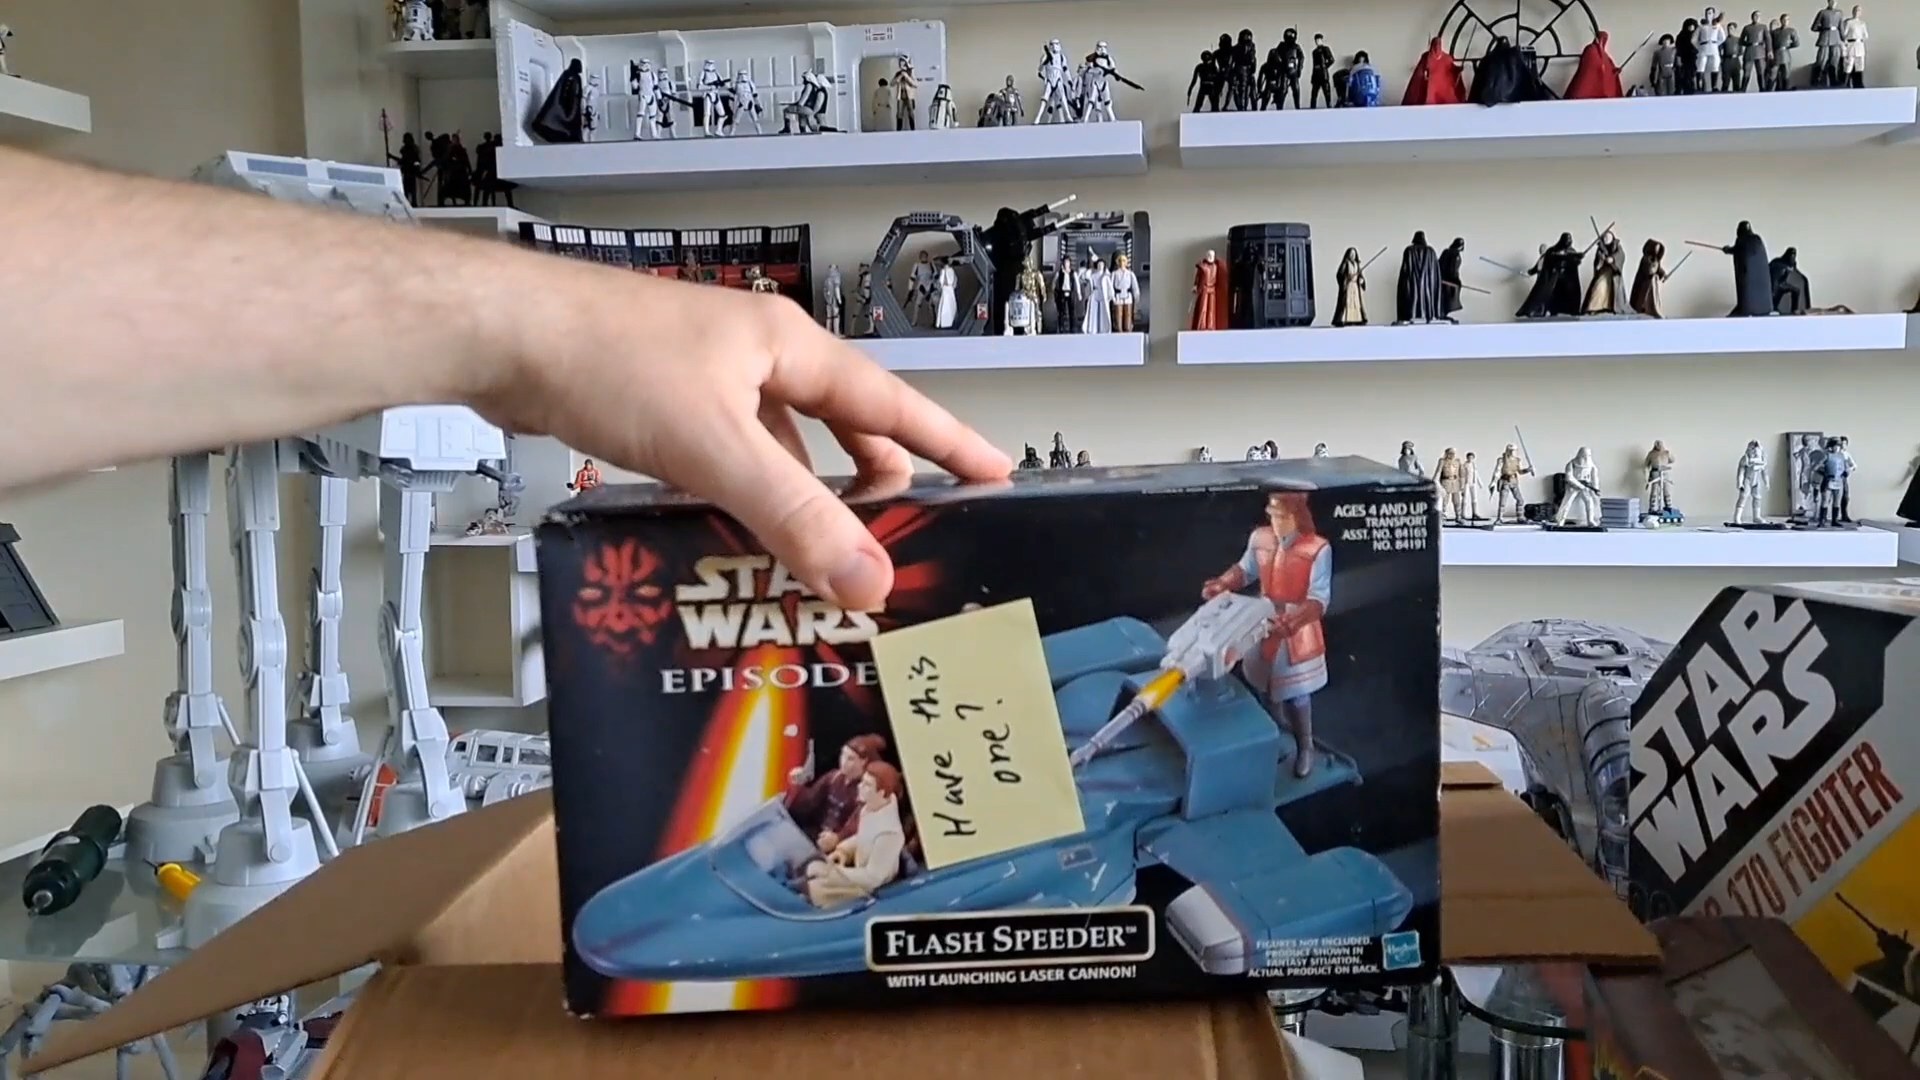 STAR
WARS
EPISODE
Have this
one?
AGES 4 AND UP
TRANSPORT
ASST. NO. 84165
NO. 84191
FLASH SPEEDER™
WITH LAUNCHING LASER CANNON!
FIGURES NOT INCLUDED.
PRODUCT SHOWN IN
FANTASY SITUATION.
ACTUAL PRODUCT ON BACK.
Hasbro
STAR
WARS
170 FIGHTER